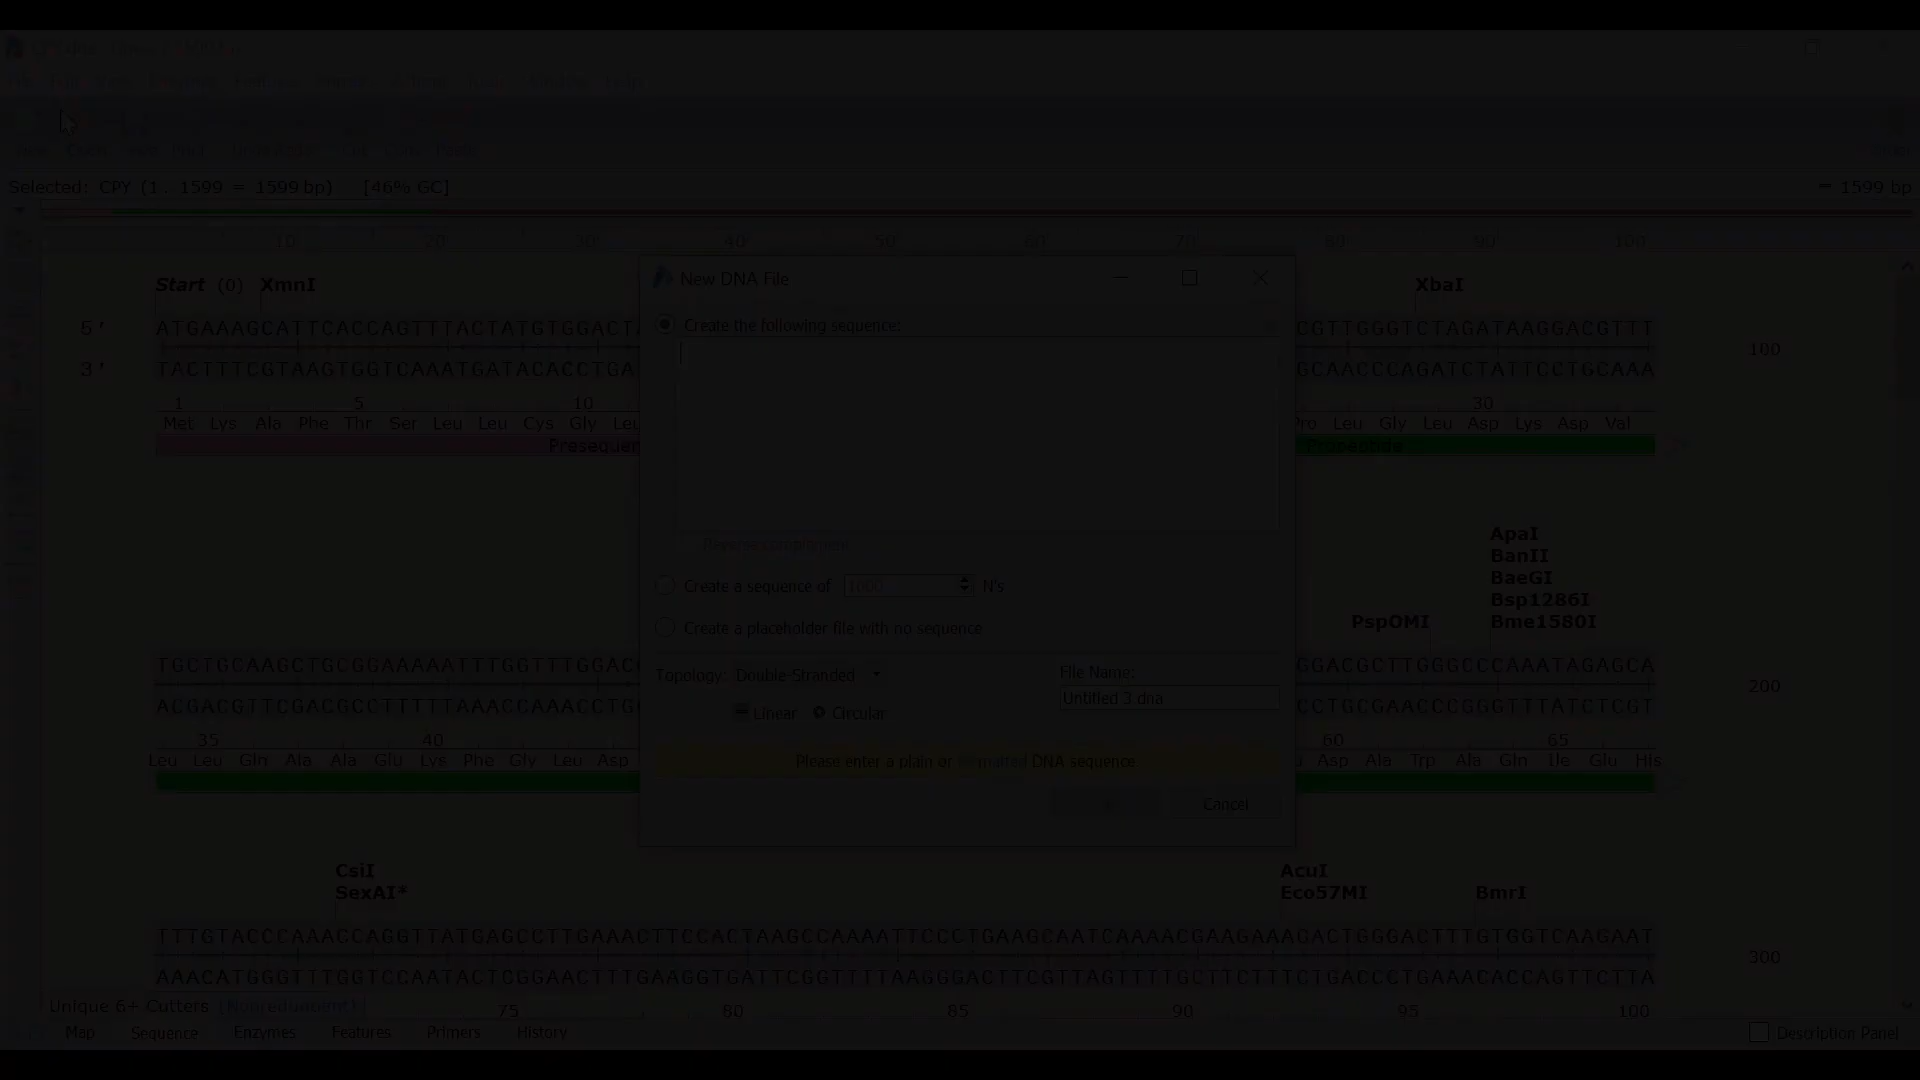 Selected: CPY (1 .. 1599 = 1599 bp) [46% GC]
= 1599 bp
10 20 30 40 50 60 70 80 90 100
Start (0) XmnI XbaI
5' ATGAAAGCATTCACCAGTTTACTATGTGGACT CGTTGGGTCTAGATAAGGACGTTT 100
3' TACTTTCGTAAGTGGTCAAATGATACACCTGA GCAACCCAGATCTATTCCTGCAAA
1 5 10 30
Met Lys Ala Phe Thr Ser Leu Leu Cys Gly Leu Pro Leu Gly Leu Asp Lys Asp Val
Presequen Propeptide
New DNA File
Create the following sequence:
Reverse complement
Create a sequence of 1000 N's
Create a placeholder file with no sequence
Topology: Double-Stranded
Linear Circular
File Name:
Untitled 3.dna
Please enter a plain or formatted DNA sequence
Cancel
ApaI
BanII
BaeGI
Bsp1286I
PspOMI Bme1580I
TGCTGCAAGCTGCGGAAAAATTTGGTTTGGAC GGACGCTTGGGCCCAAATAGAGCA 200
ACGACGTTCGACGCCTTTTTAAACCAAACCTG CCTGCGAACCCGGGTTTATCTCGT
35 40 60 65
Leu Leu Gln Ala Ala Glu Lys Phe Gly Leu Asp Asp Ala Trp Ala Gln Ile Glu His
CsiI AcuI
SexAI* Eco57MI BmrI
TTTGTACCCAAACCAGGTTATGAGCCTTGAAACTTCCACTAAGCCAAAATTCCCTGAAGCAATCAAAACGAAGAAAGACTGGGACTTTGTGGTCAAGAAT 300
AAACATGGGTTTGGTCCAATACTCGGAACTTTGAAGGTGATTCGGTTTTAAGGGACTTCGTTAGTTTTGCTTCTTTCTGACCCTGAAACACCAGTTCTTA
Unique 6+ Cutters (Nonredundant)
75 80 85 90 95 100
Map Sequence Enzymes Features Primers History
Description Panel